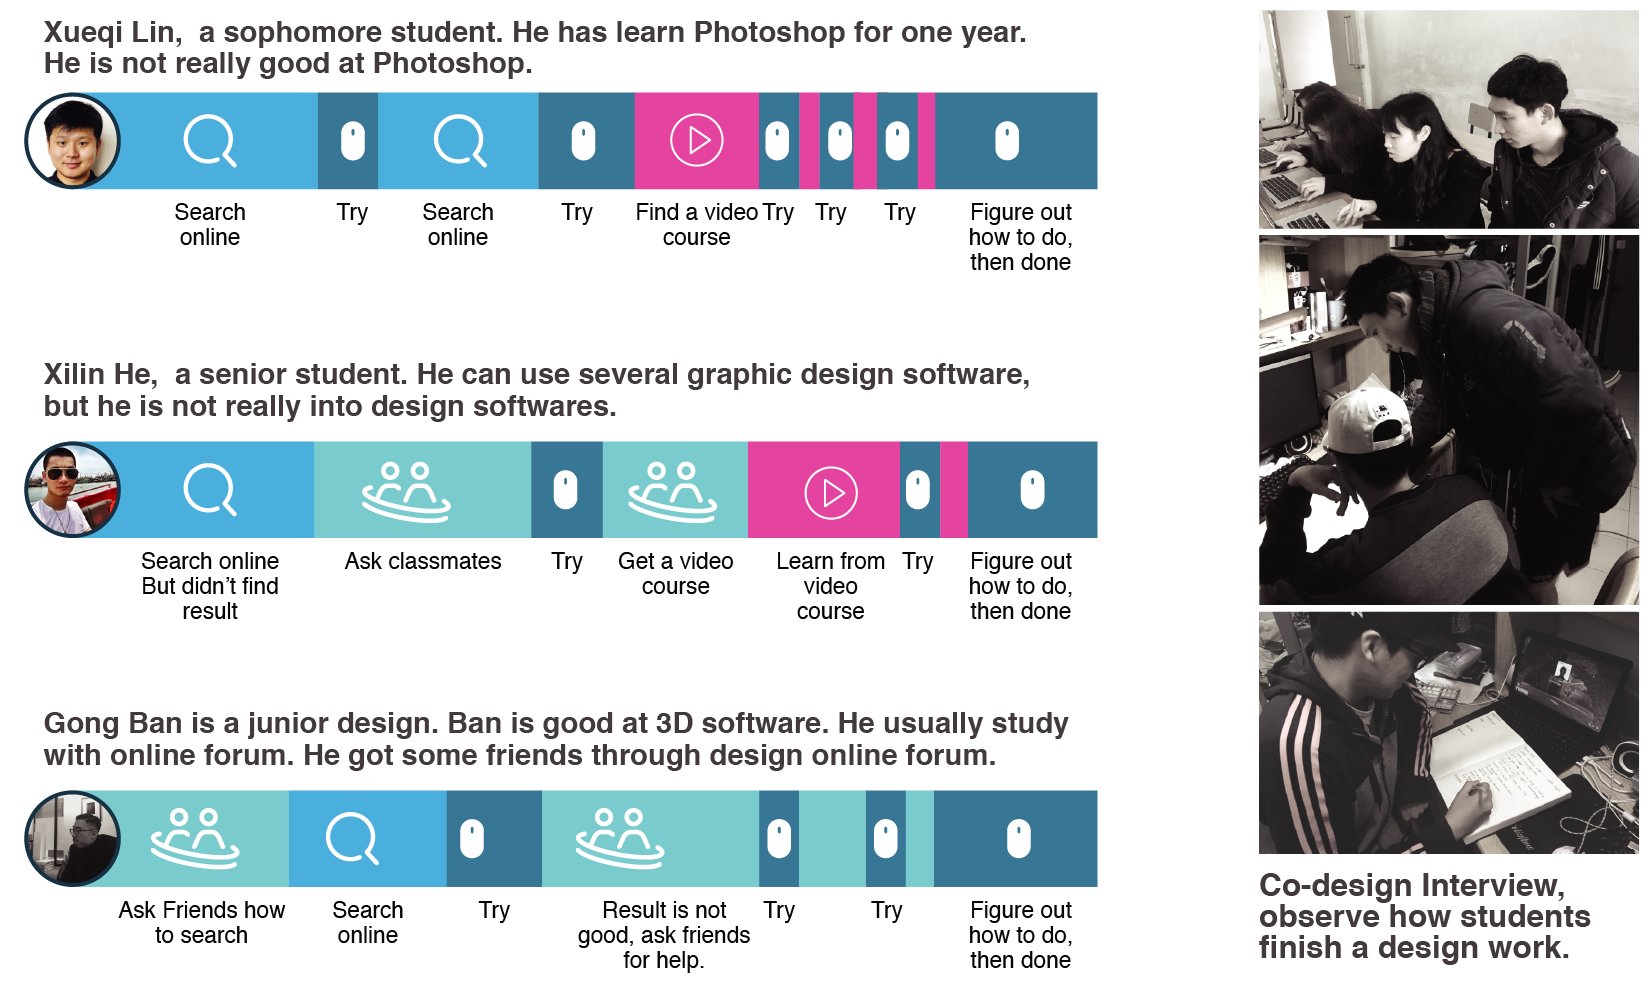 Xueqi Lin,  a sophomore student. He has learn Photoshop for one year.
He is not really good at Photoshop.
Search
online
Try
Search
online
Try
Find a video
course
Try
Try
Try
Figure out
how to do,
then done
Xilin He,  a senior student. He can use several graphic design software,
but he is not really into design softwares.
Search online
But didn't find
result
Ask classmates
Try
Get a video
course
Learn from
video
course
Try
Figure out
how to do,
then done
Gong Ban is a junior design. Ban is good at 3D software. He usually study
with online forum. He got some friends through design online forum.
Ask Friends how
to search
Search
online
Try
Result is not
good, ask friends
for help.
Try
Try
Figure out
how to do,
then done
Co-design Interview,
observe how students
finish a design work.